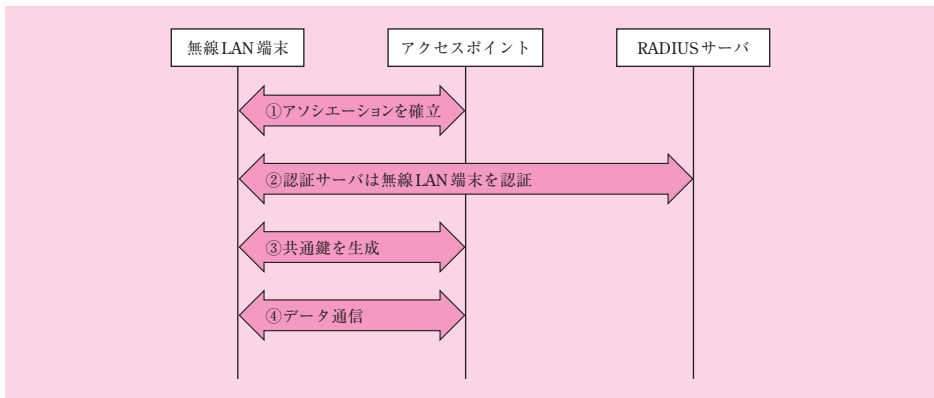 無線LAN端末
アクセスポイント
RADIUSサーバ
①アソシエーションを確立
②認証サーバは無線LAN端末を認証
③共通鍵を生成
④データ通信